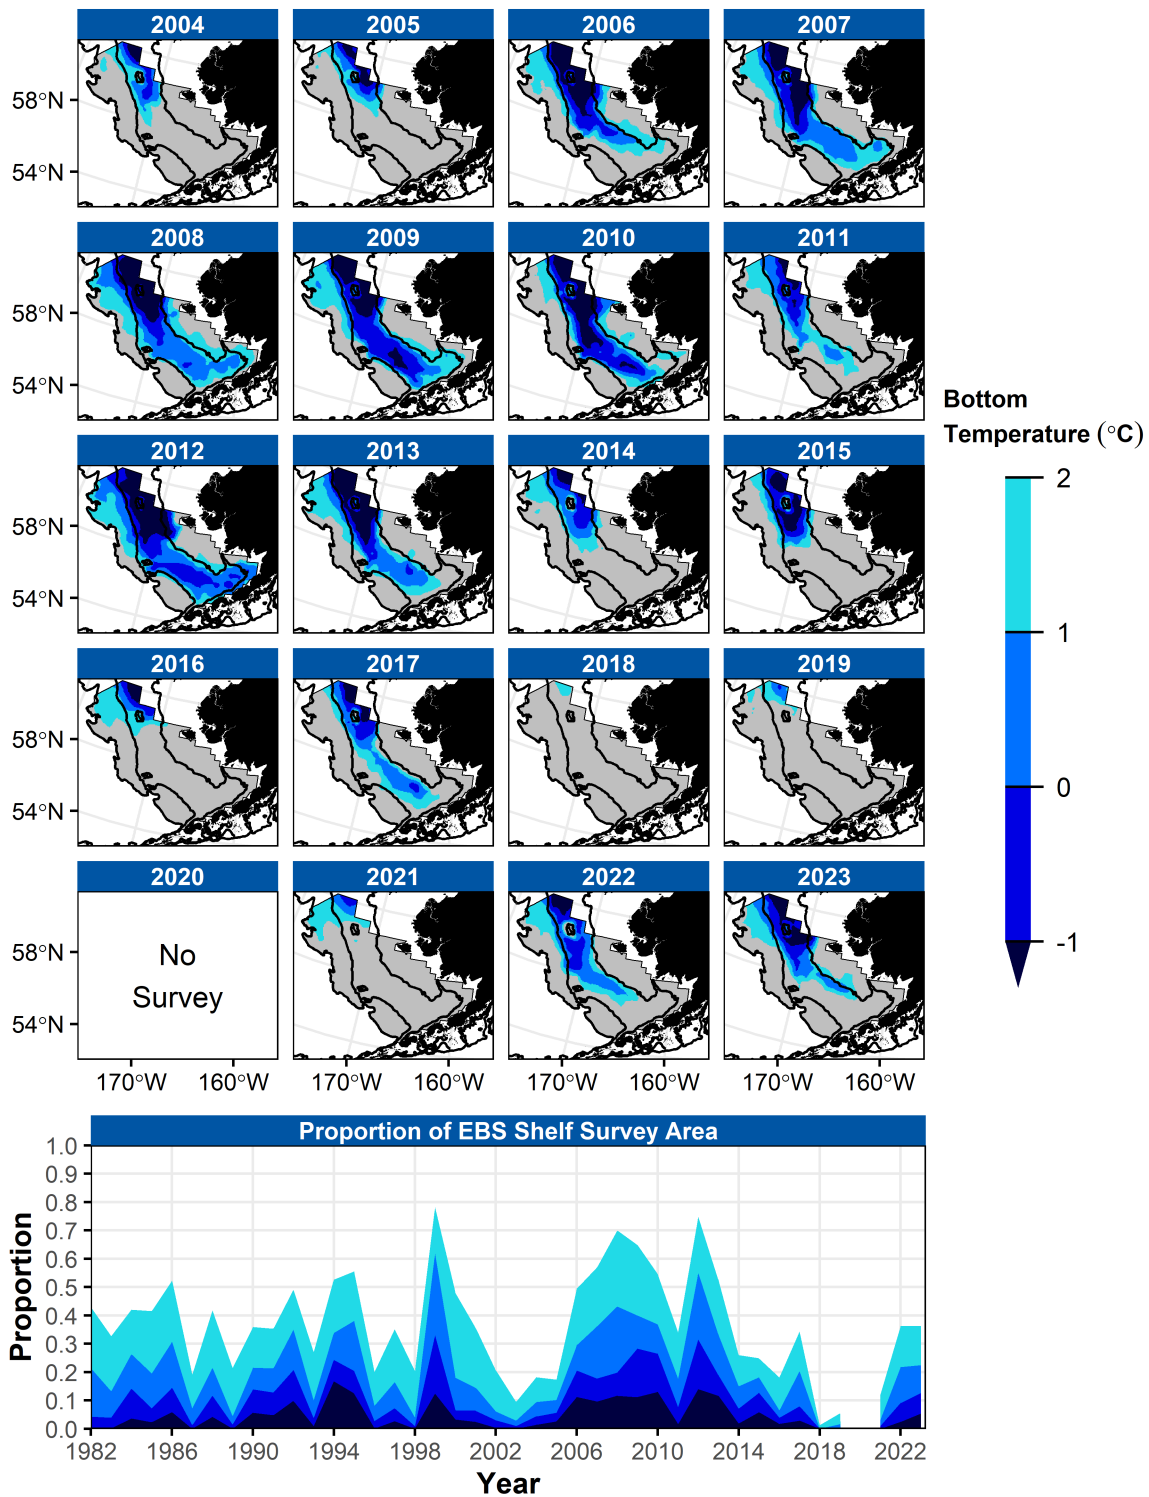 2004 2005 2006 2007
58°N
54°N
2008 2009 2010 2011
58°N
54°N
Bottom
Temperature (°C)
2
1
0
-1
2012 2013 2014 2015
58°N
54°N
2016 2017 2018 2019
58°N
54°N
2020 2021 2022 2023
58°N
54°N
No
Survey
170°W 160°W 170°W 160°W 170°W 160°W 170°W 160°W
Proportion of EBS Shelf Survey Area
Proportion
1.0
0.9
0.8
0.7
0.6
0.5
0.4
0.3
0.2
0.1
0.0
1982 1986 1990 1994 1998 2002 2006 2010 2014 2018 2022
Year